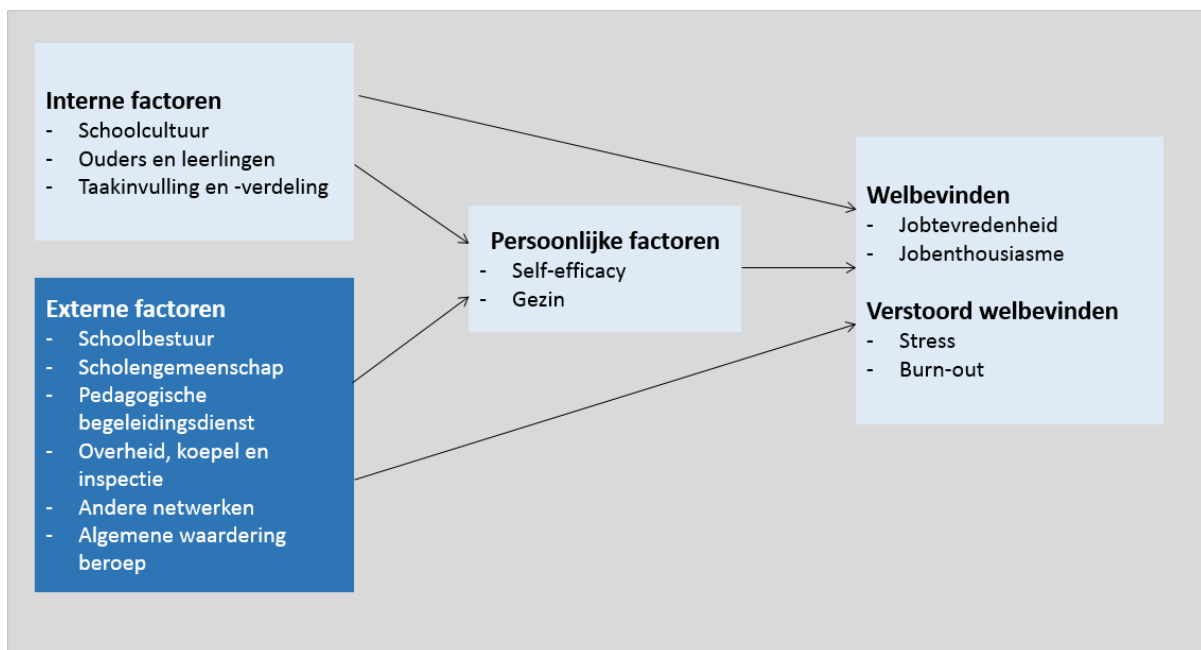 Interne factoren
- Schoolcultuur
- Ouders en leerlingen
- Taakinvulling en -verdeling
Externe factoren
- Schoolbestuur
- Scholengemeenschap
- Pedagogische
begeleidingsdienst
- Overheid, koepel en
inspectie
- Andere netwerken
- Algemene waardering
beroep
Persoonlijke factoren
- Self-efficacy
- Gezin
Welbevinden
- Jobtevredenheid
- Jobenthousiasme
Verstoord welbevinden
- Stress
- Burn-out